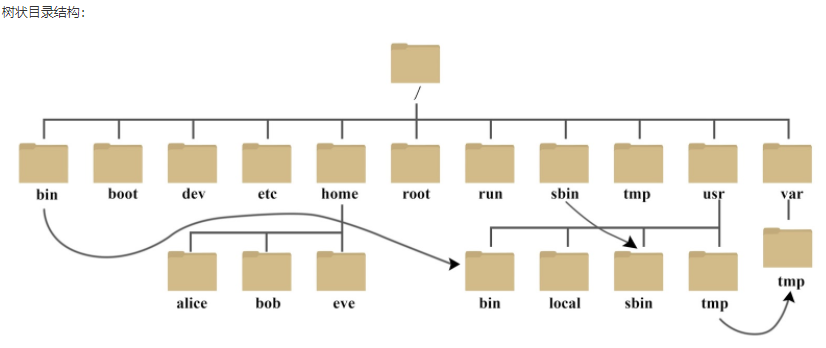 树状目录结构：
/
bin boot dev etc home root run sbin tmp usr var
tmp
alice bob eve bin local sbin tmp